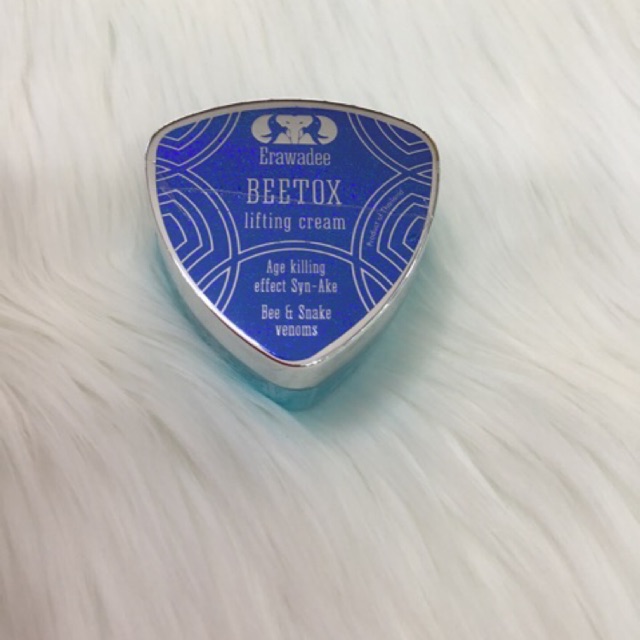 Erawadee
BEETOX
lifting cream
Age killing
effect Syn-Ake
Bee & Snake
venoms